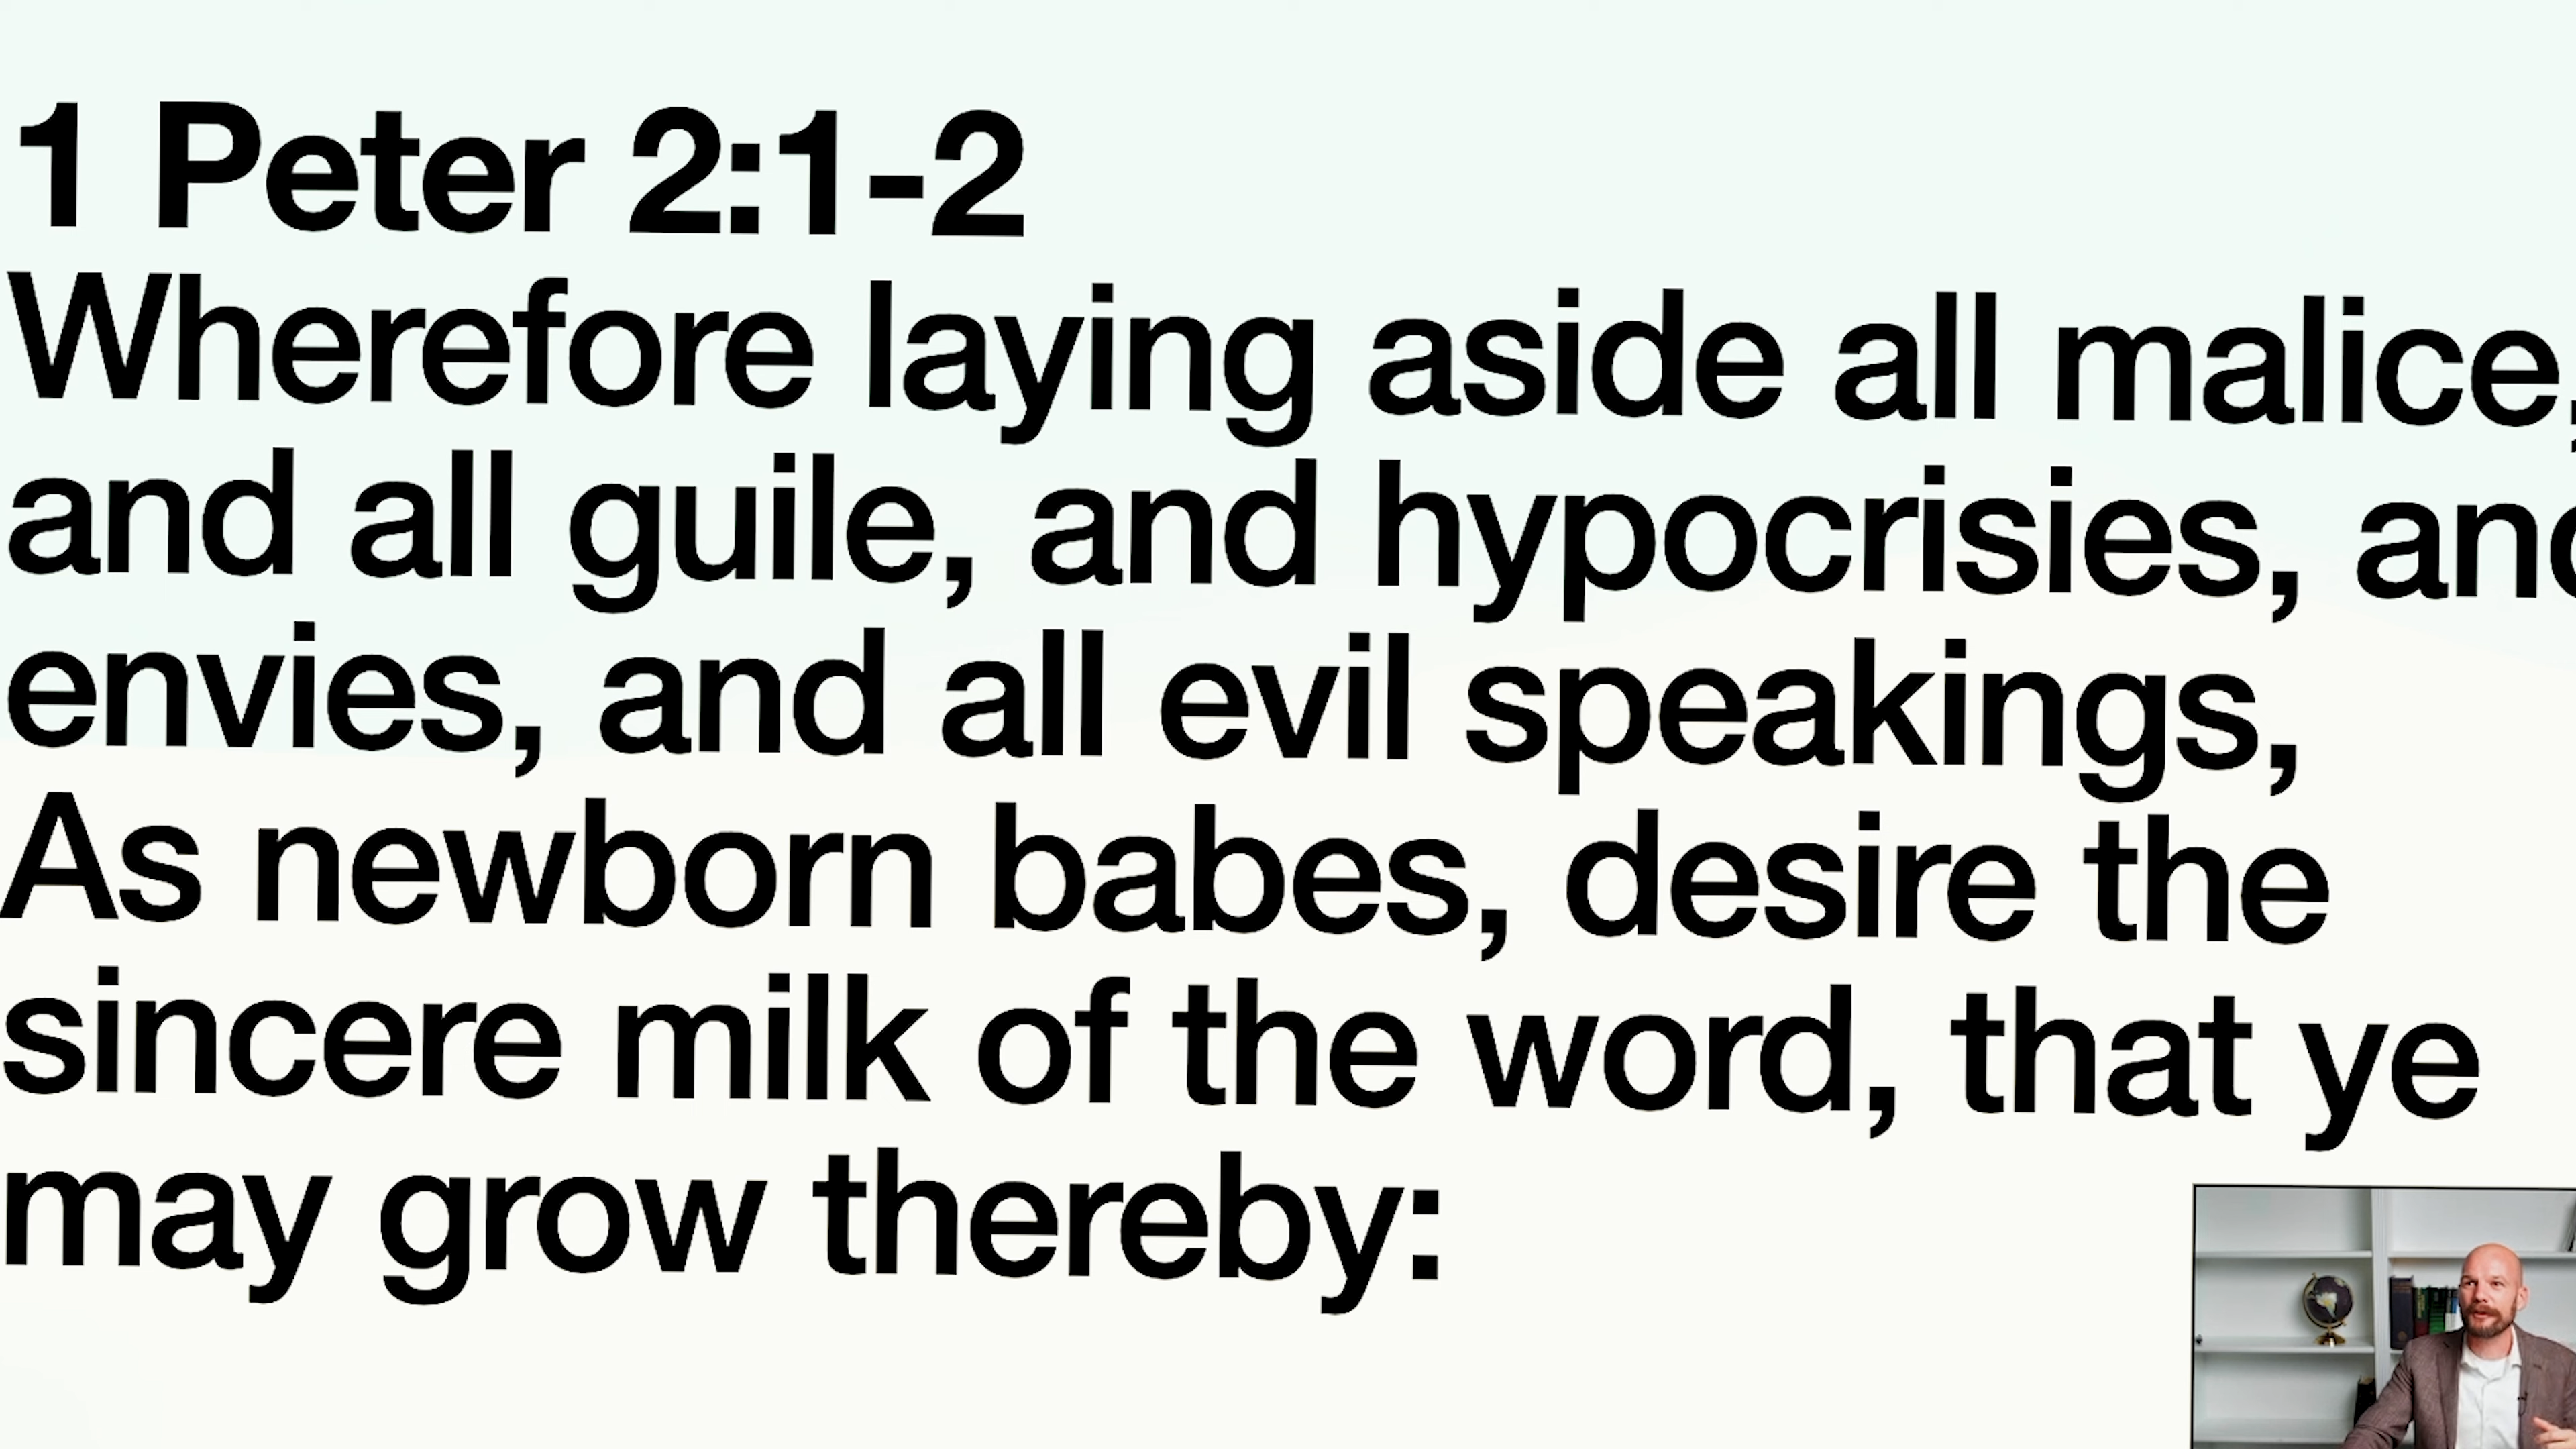 1 Peter 2:1-2
Wherefore laying aside all malice,
and all guile, and hypocrisies, and
envies, and all evil speakings,
As newborn babes, desire the
sincere milk of the word, that ye
may grow thereby: